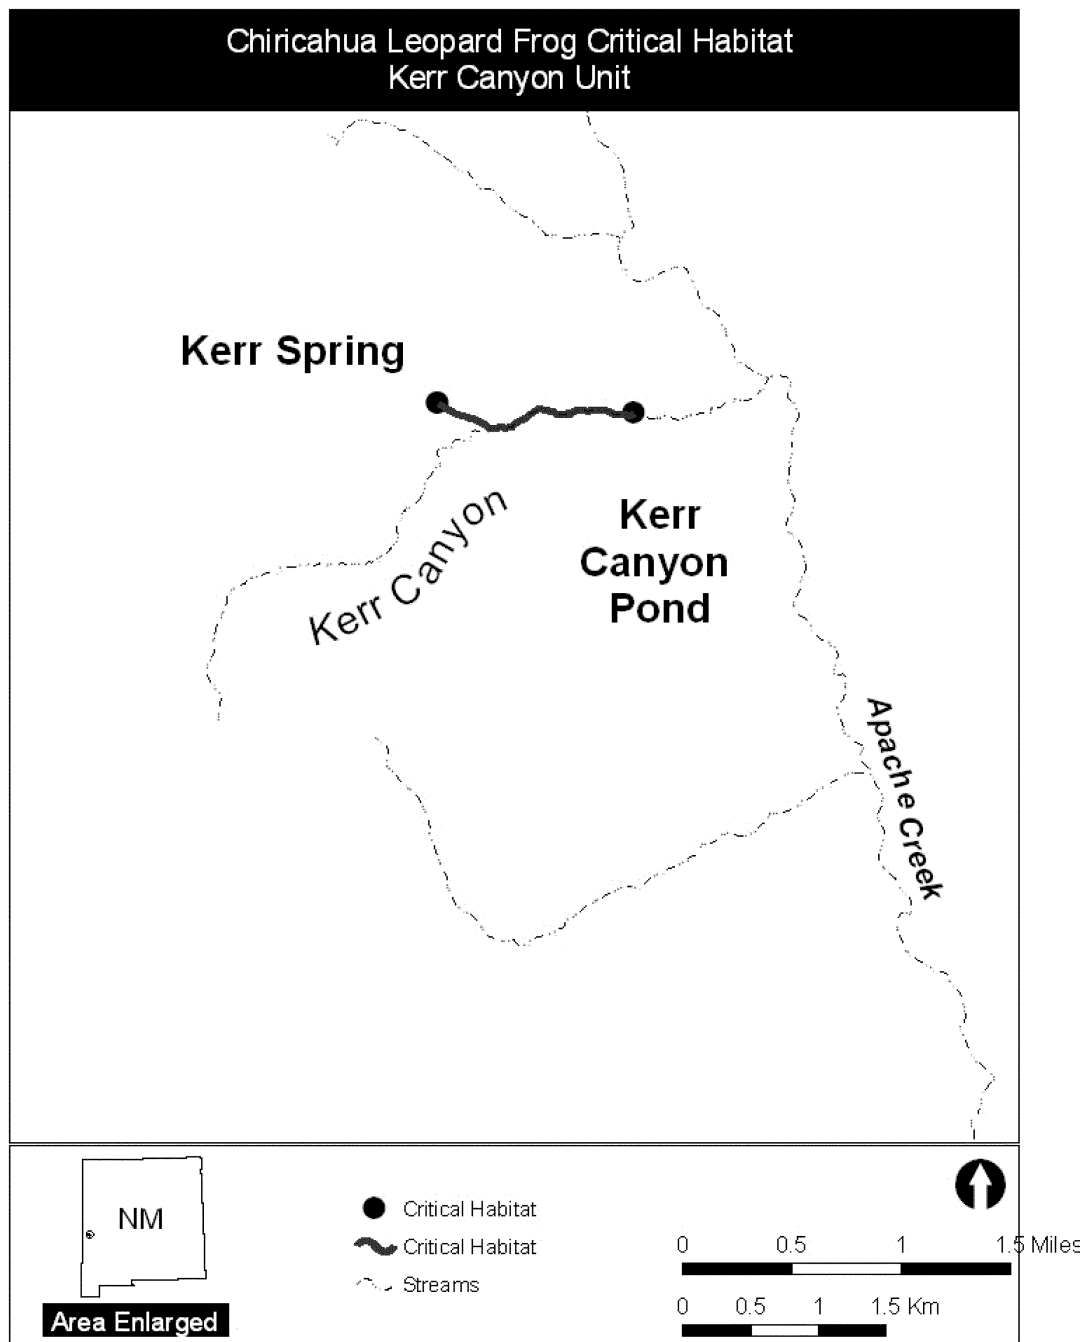 Chiricahua Leopard Frog Critical Habitat
Kerr Canyon Unit
Kerr Spring
Kerr Canyon
Kerr
Canyon
Pond
Apache Creek
NM
Area Enlarged
Critical Habitat
Critical Habitat
Streams
0 0.5 1 1.5 Miles
0 0.5 1 1.5 Km